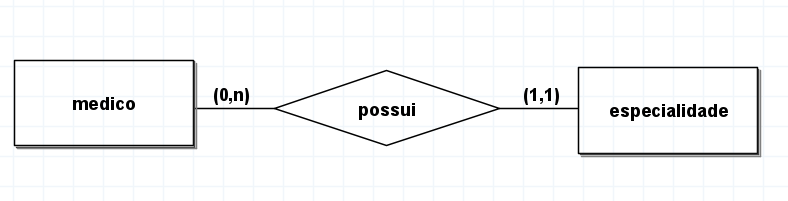 medico
(0,n)
possui
(1,1)
especialidade